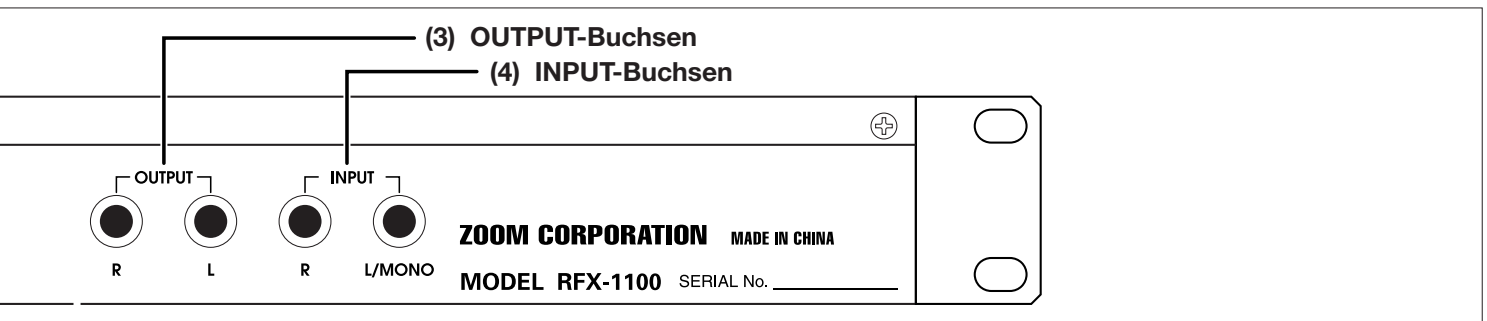 (3) OUTPUT-Buchsen
(4) INPUT-Buchsen
OUTPUT INPUT
R L R L/MONO
ZOOM CORPORATION MADE IN CHINA
MODEL RFX-1100 SERIAL No.